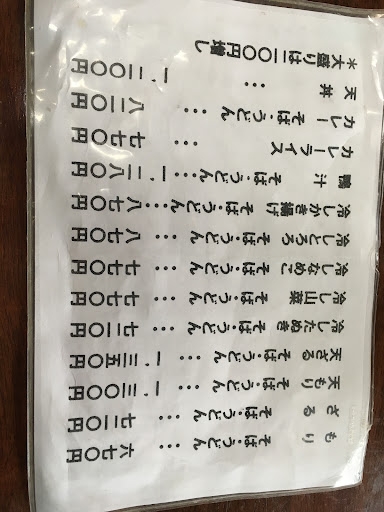 もり そば・うどん ・・・ 六七〇円
ざる そば・うどん ・・・ 七二〇円
天もり そば・うどん ・・・ 一、三〇〇円
天ざる そば・うどん ・・・ 一、三五〇円
冷したぬき そば・うどん ・・・ 七二〇円
冷し山菜 そば・うどん ・・・ 七七〇円
冷しなめこ そば・うどん ・・・ 七七〇円
冷しとろろ そば・うどん ・・・ 八七〇円
冷しかき揚げ そば・うどん ・・・ 八七〇円
鴨汁 そば・うどん ・・・ 一、二八〇円
カレーライス ・・・ 七七〇円
カレー そば・うどん ・・・ 八二〇円
天丼 ・・・ 一、二〇〇円
*大盛りは二〇〇円増し